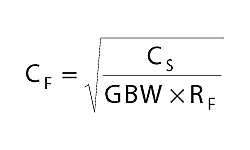 C_F = √(C_S / (GBW × R_F))